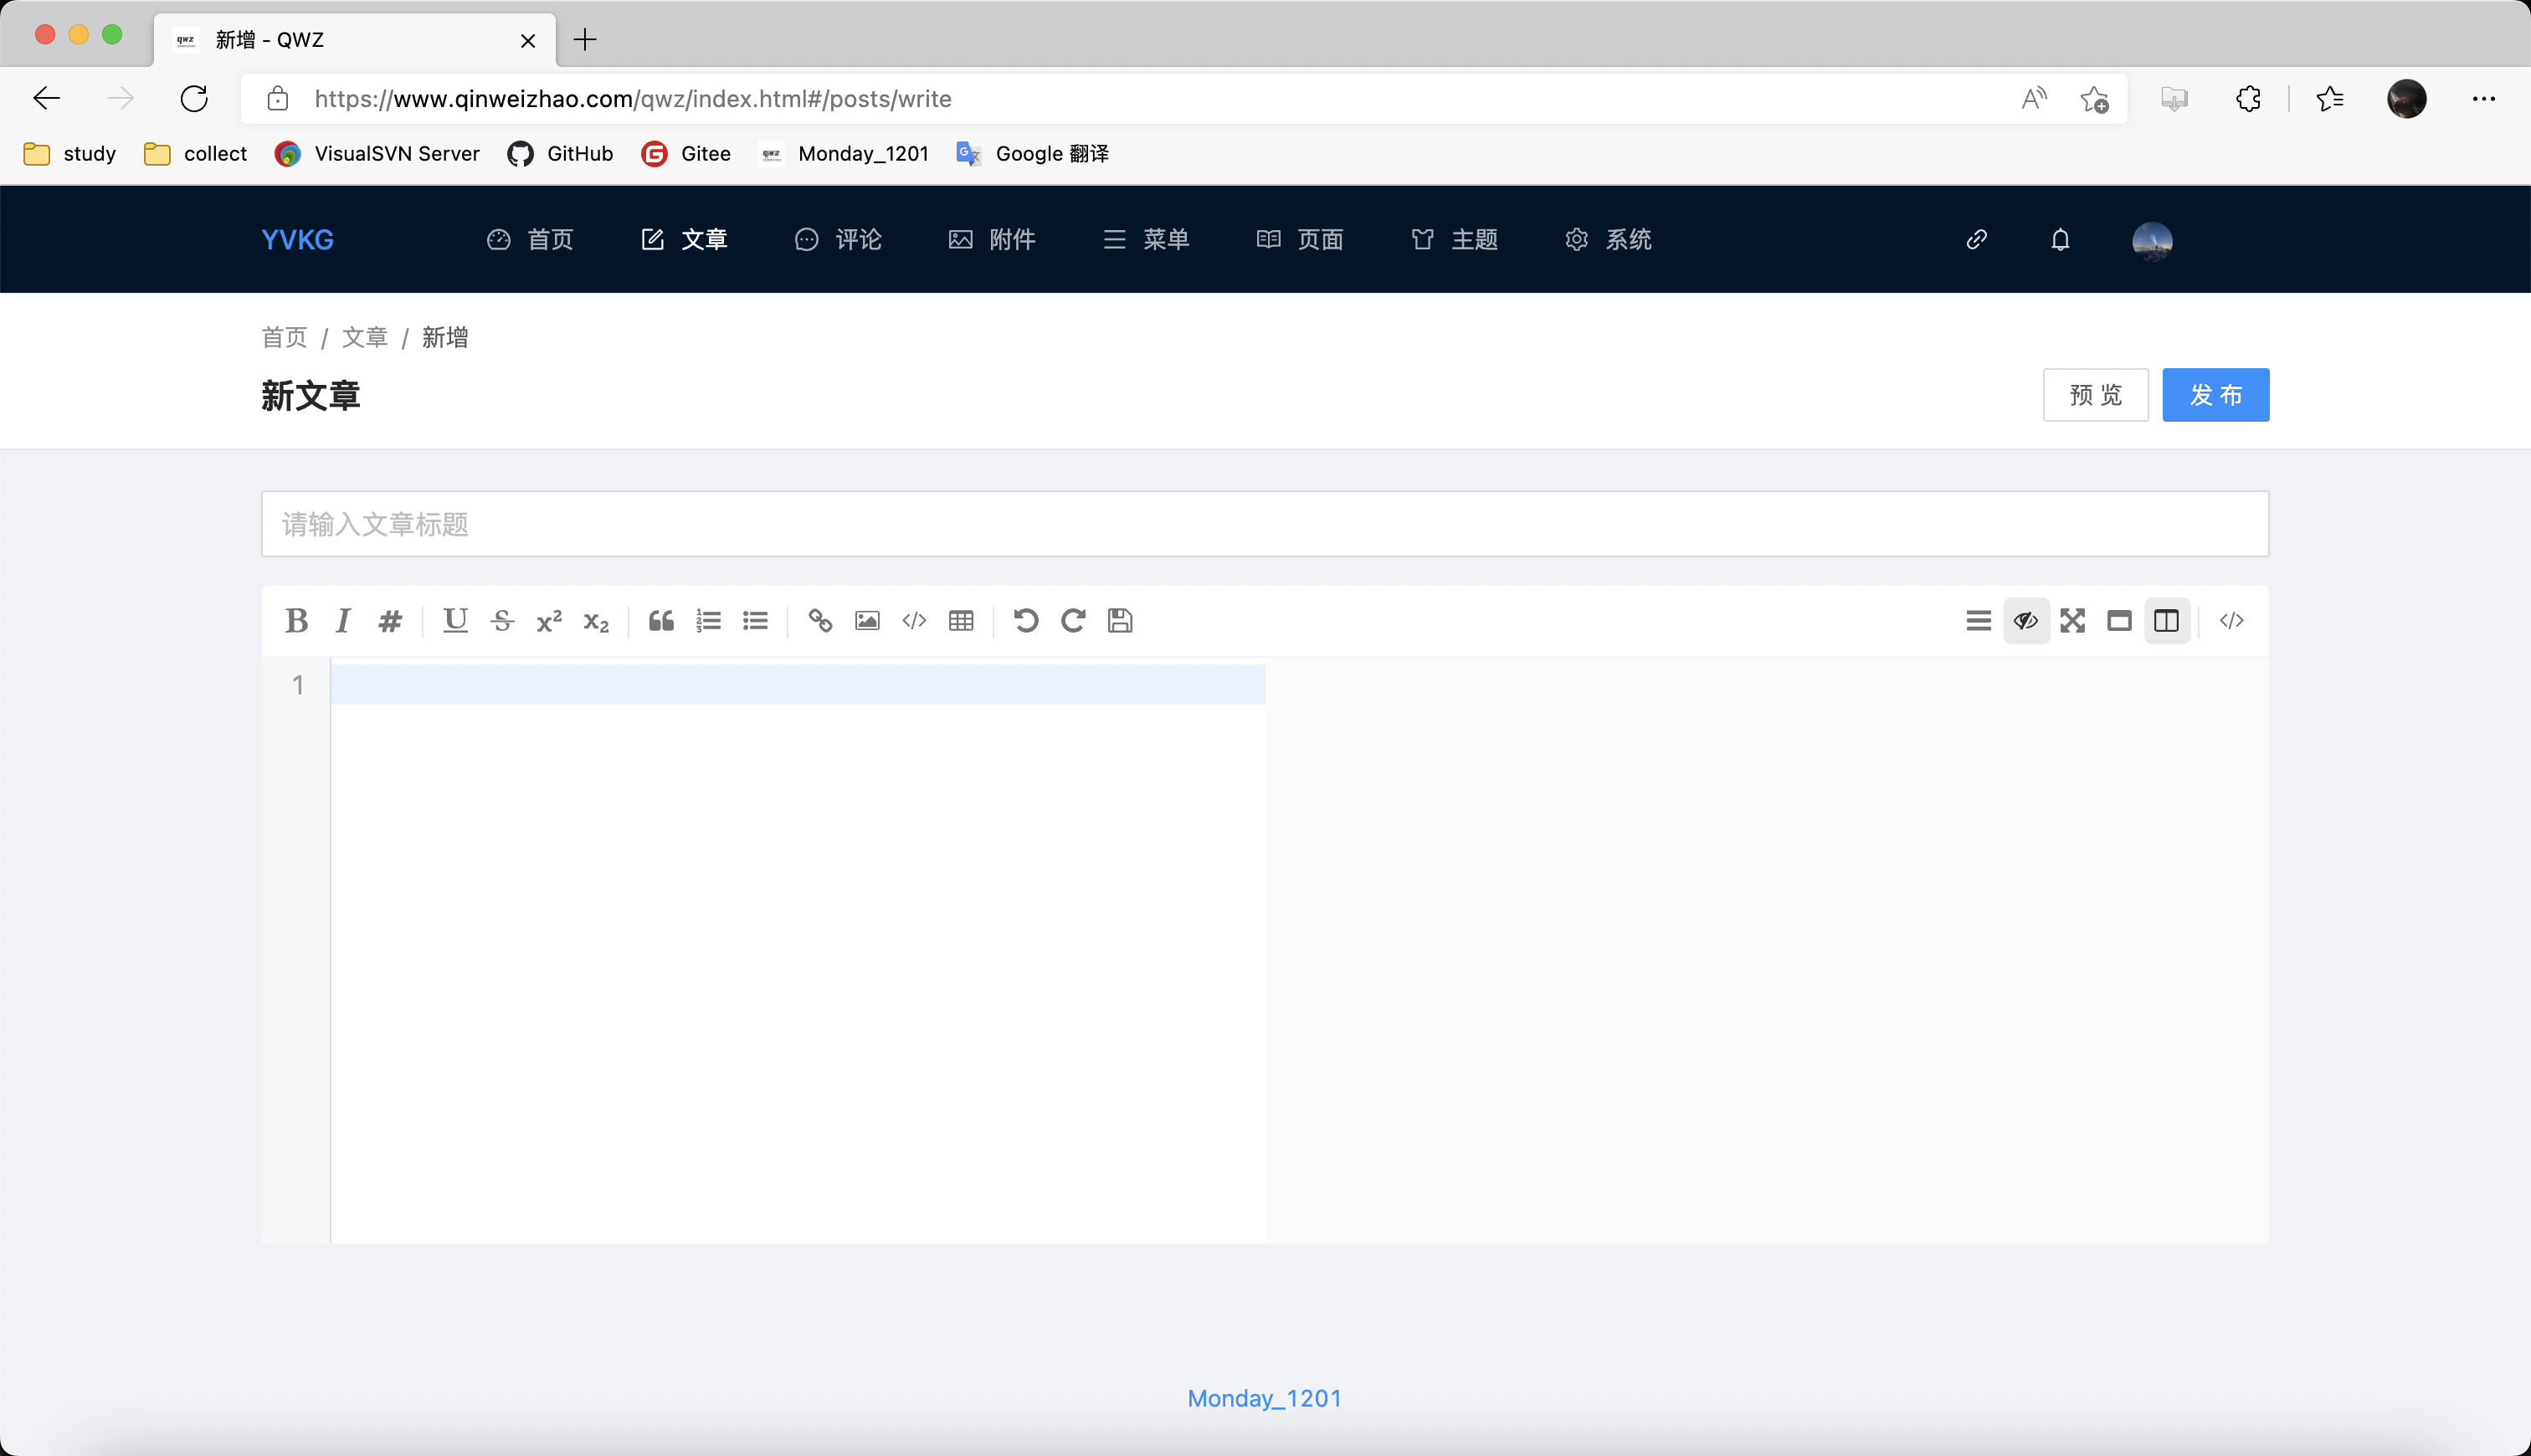 新增 - QWZ
https://www.qinweizhao.com/qwz/index.html#/posts/write
study collect VisualSVN Server GitHub Gitee Monday_1201 Google 翻译
YVKG 首页 文章 评论 附件 菜单 页面 主题 系统
首页 / 文章 / 新增
新文章
预 览 发 布
请输入文章标题
1
Monday_1201